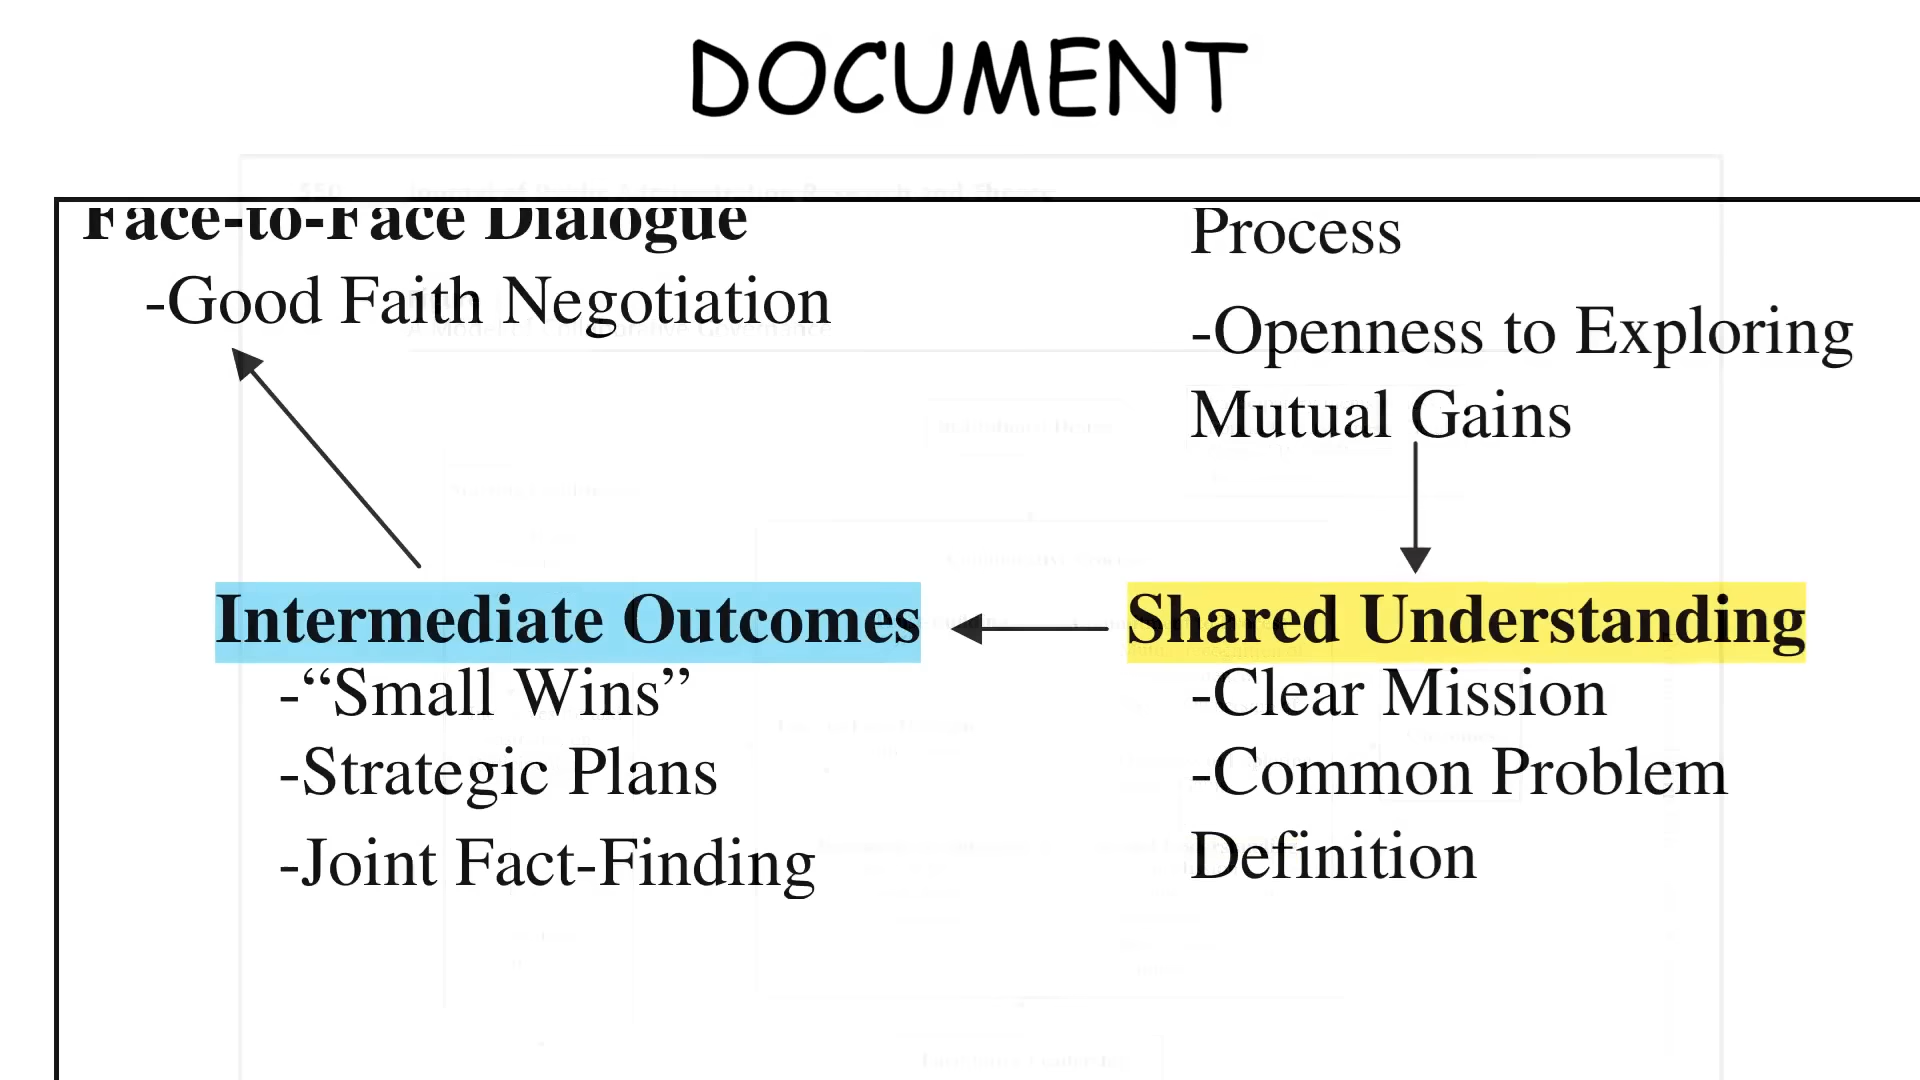 DOCUMENT
Face-to-Face Dialogue
-Good Faith Negotiation
Process
-Openness to Exploring
Mutual Gains
Intermediate Outcomes
-“Small Wins”
-Strategic Plans
-Joint Fact-Finding
Shared Understanding
-Clear Mission
-Common Problem
Definition